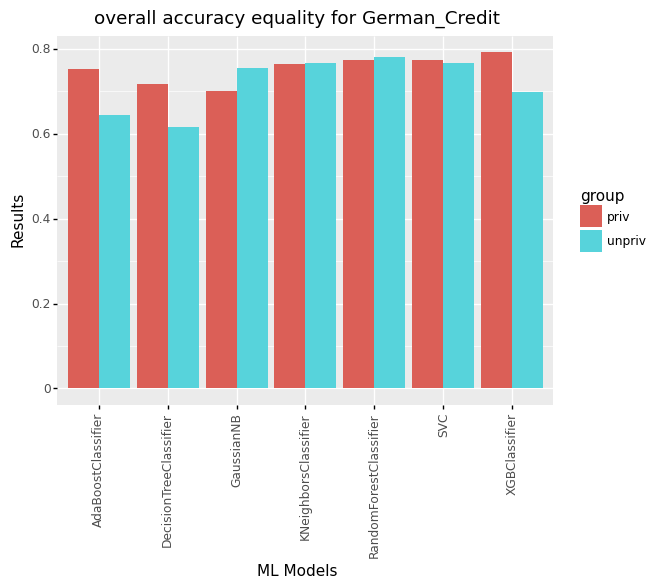 overall accuracy equality for German_Credit
0.8
0.6
0.4
0.2
0
Results
AdaBoostClassifier
DecisionTreeClassifier
GaussianNB
KNeighborsClassifier
RandomForestClassifier
SVC
XGBClassifier
ML Models
group
priv
unpriv